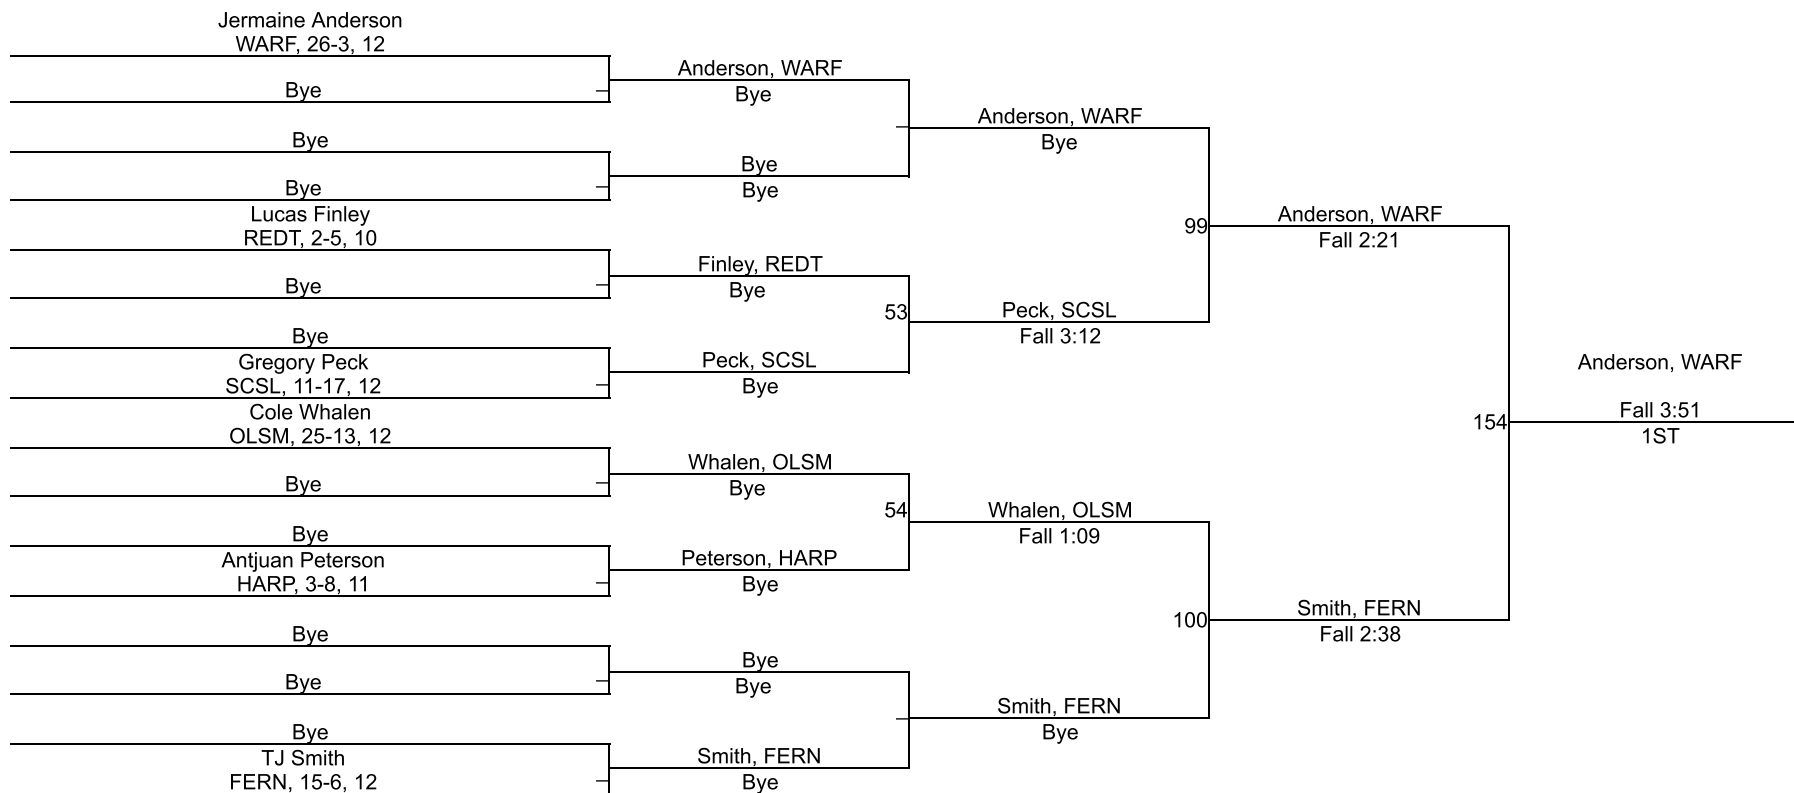 Jermaine Anderson
WARF, 26-3, 12
Bye
Bye
Bye
Lucas Finley
REDT, 2-5, 10
Bye
Bye
Gregory Peck
SCSL, 11-17, 12
Cole Whalen
OLSM, 25-13, 12
Bye
Bye
Antjuan Peterson
HARP, 3-8, 11
Bye
Bye
Bye
TJ Smith
FERN, 15-6, 12
Anderson, WARF
Bye
Bye
Bye
Finley, REDT
Bye
53
Peck, SCSL
Bye
Whalen, OLSM
Bye
54
Peterson, HARP
Bye
Bye
Bye
Smith, FERN
Bye
Anderson, WARF
Bye
99
Peck, SCSL
Fall 3:12
Whalen, OLSM
Fall 1:09
100
Smith, FERN
Bye
Anderson, WARF
Fall 2:21
154
Smith, FERN
Fall 2:38
Anderson, WARF
Fall 3:51
1ST